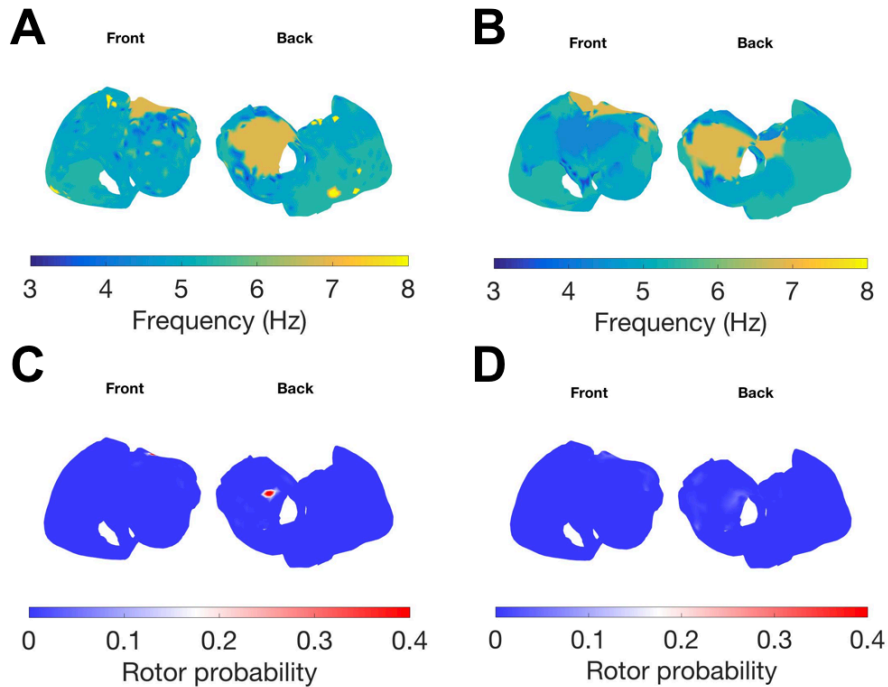 A
Front Back
B
Front Back
3 4 5 6 7 8
Frequency (Hz)
3 4 5 6 7 8
Frequency (Hz)
C
Front Back
D
Front Back
0 0.1 0.2 0.3 0.4
Rotor probability
0 0.1 0.2 0.3 0.4
Rotor probability